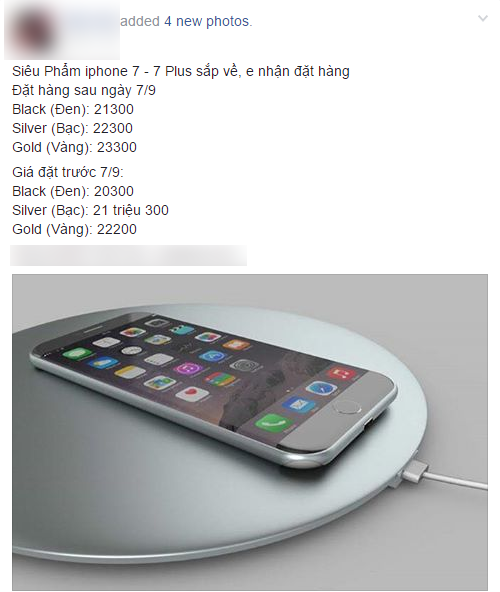 added 4 new photos.
Siêu Phẩm iphone 7 - 7 Plus sắp về, e nhận đặt hàng
Đặt hàng sau ngày 7/9
Black (Đen): 21300
Silver (Bạc): 22300
Gold (Vàng): 23300
Giá đặt trước 7/9:
Black (Đen): 20300
Silver (Bạc): 21 triệu 300
Gold (Vàng): 22200